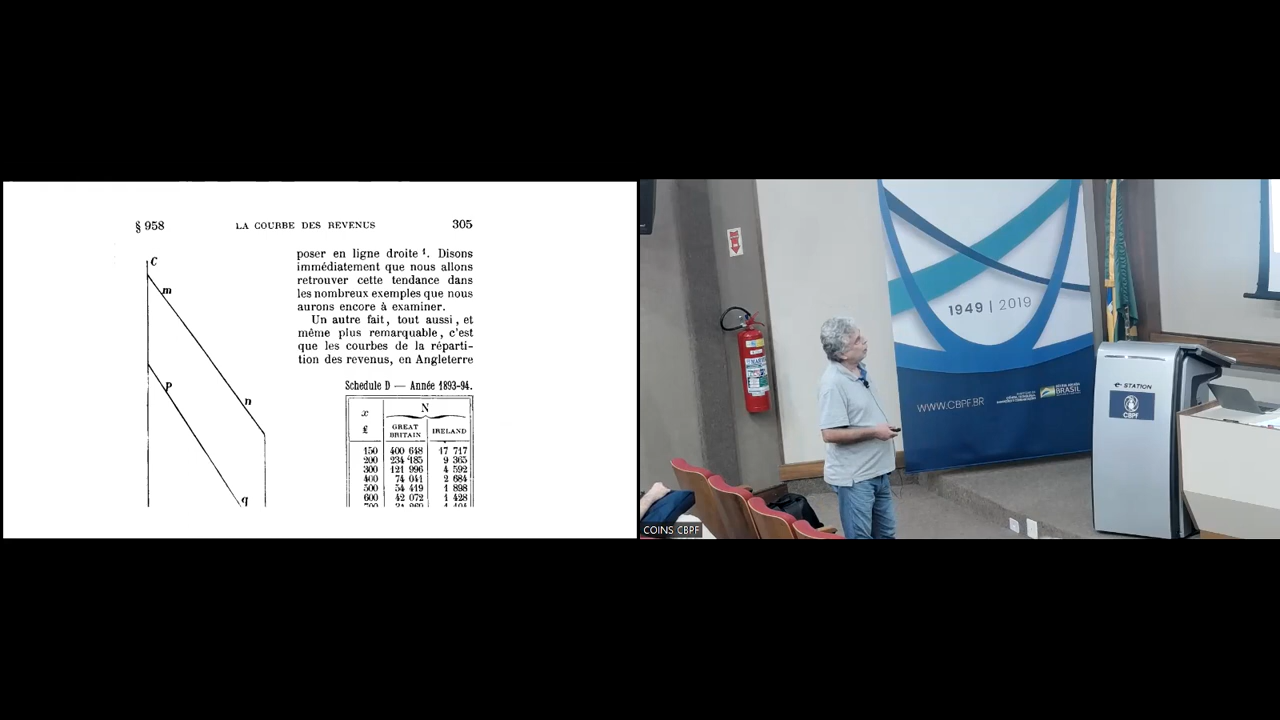 § 958 LA COURBE DES REVENUS 305
C
m
n
P
q
poser en ligne droite ¹. Disons
immédiatement que nous allons
retrouver cette tendance dans
les nombreux exemples que nous
aurons encore à examiner.
Un autre fait, tout aussi, et
même plus remarquable, c'est
que les courbes de la réparti-
tion des revenus, en Angleterre
Schedule D — Année 1893-94.
x N
£ GREAT BRITAIN IRELAND
150 400 648 17 717
200 234 185 9 365
300 121 996 4 592
400 74 041 2 684
500 54 419 1 898
600 42 072 1 428
1949 | 2019
WWW.CBPF.BR
BRASIL
STATION
CBPF
COINS CBPF